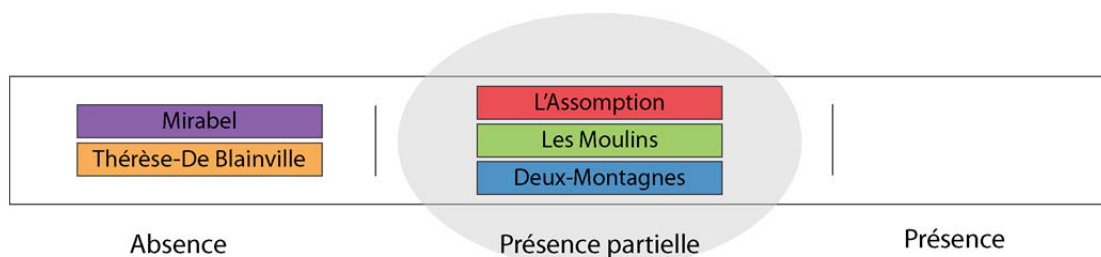 Mirabel
Thérèse-De Blainville
L'Assomption
Les Moulins
Deux-Montagnes
Absence
Présence partielle
Présence